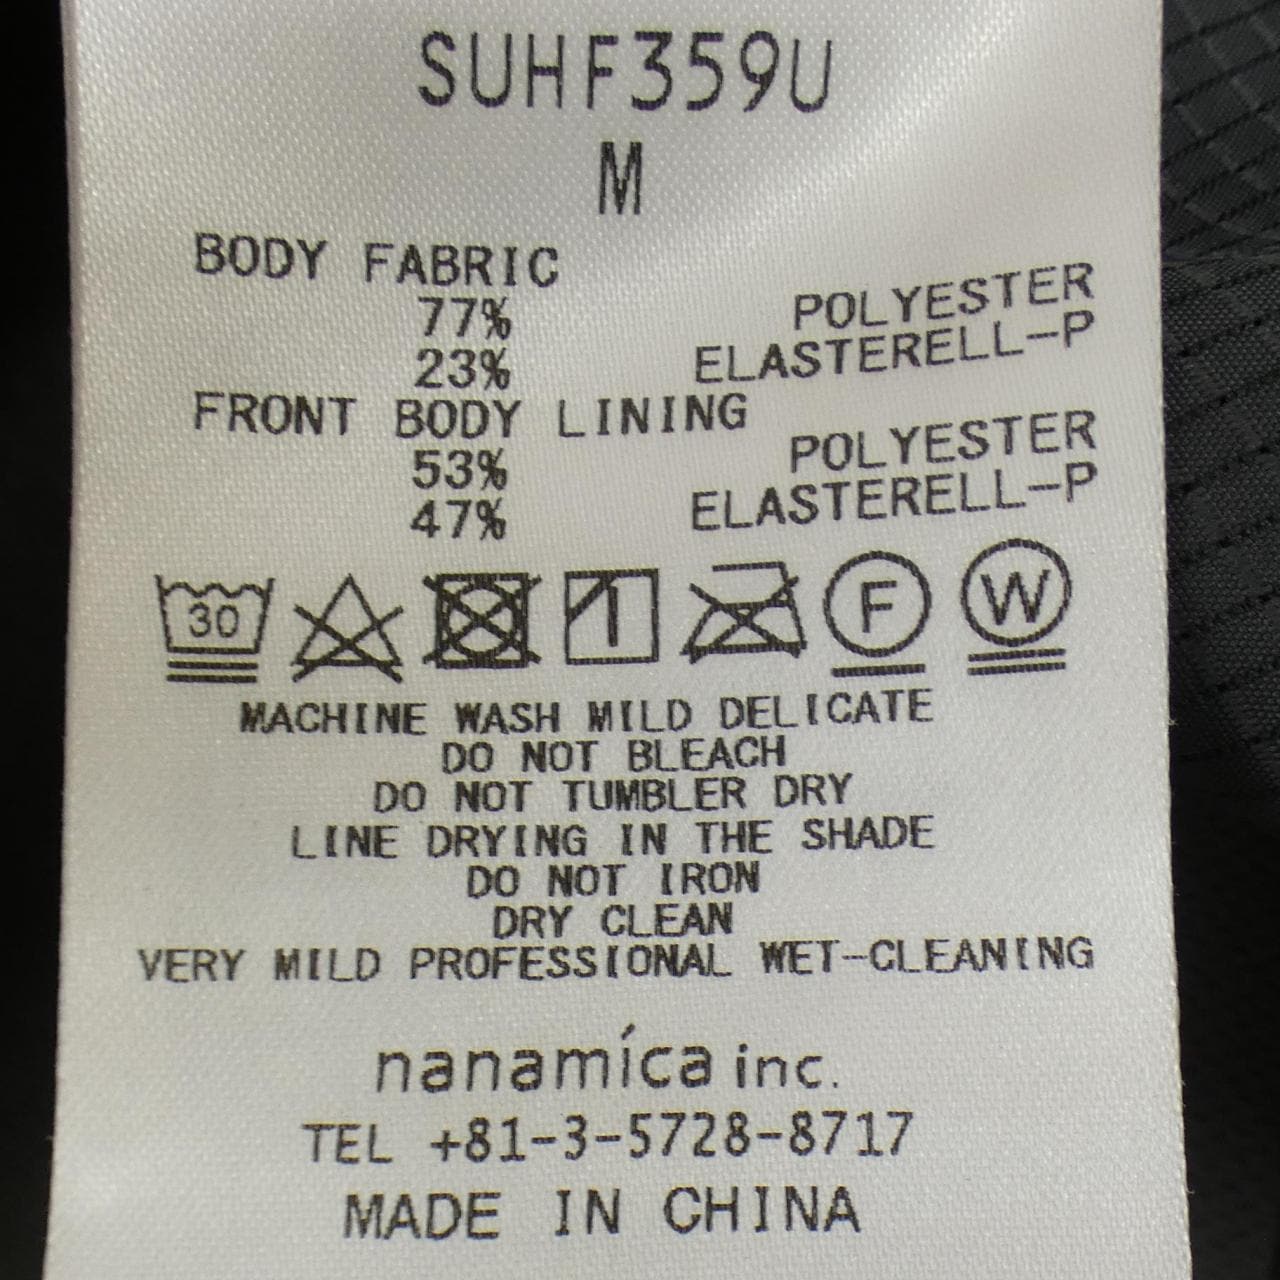 SUHF359U
M
BODY FABRIC
77% POLYESTER
23% ELASTERELL-P
FRONT BODY LINING
53% POLYESTER
47% ELASTERELL-P
30 F W
MACHINE WASH MILD DELICATE
DO NOT BLEACH
DO NOT TUMBLER DRY
LINE DRYING IN THE SHADE
DO NOT IRON
DRY CLEAN
VERY MILD PROFESSIONAL WET-CLEANING
nanamíca inc.
TEL +81-3-5728-8717
MADE IN CHINA